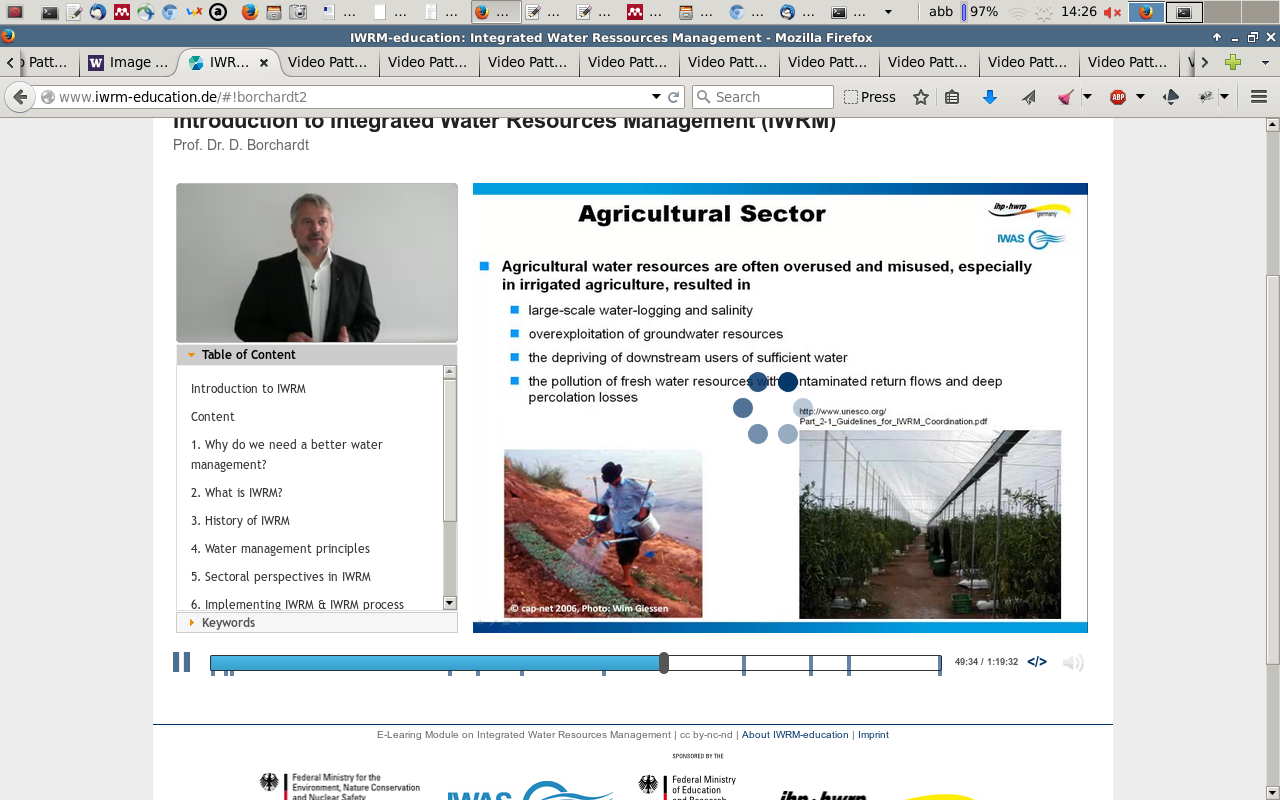 abb 97% 14:26
IWRM-education: Integrated Water Ressources Management - Mozilla Firefox
Patt... Image ... IWR... Video Patt... Video Patt... Video Patt... Video Patt... Video Patt... Video Patt... Video Patt... Video Patt... Video Patt...
www.iwrm-education.de/#!borchardt2 Search Press ABP
Introduction to Integrated Water Resources Management (IWRM)
Prof. Dr. D. Borchardt
Agricultural Sector
ihp·hwrp
germany
IWAS
Agricultural water resources are often overused and misused, especially
in irrigated agriculture, resulted in
large-scale water-logging and salinity
overexploitation of groundwater resources
the depriving of downstream users of sufficient water
the pollution of fresh water resources with contaminated return flows and deep
percolation losses
http://www.unesco.org/
Part_2-1_Guidelines_for_IWRM_Coordination.pdf
© cap-net 2006, Photo: Wim Giessen
Table of Content
Introduction to IWRM
Content
1. Why do we need a better water
management?
2. What is IWRM?
3. History of IWRM
4. Water management principles
5. Sectoral perspectives in IWRM
6. Implementing IWRM & IWRM process
Keywords
49:34 / 1:19:32 </>
E-Learing Module on Integrated Water Resources Management | cc by-nc-nd | About IWRM-education | Imprint
SPONSORED BY THE
Federal Ministry for the
Environment, Nature Conservation
and Nuclear Safety
IWAS
Federal Ministry
of Education
and Research
ihp·hwrp